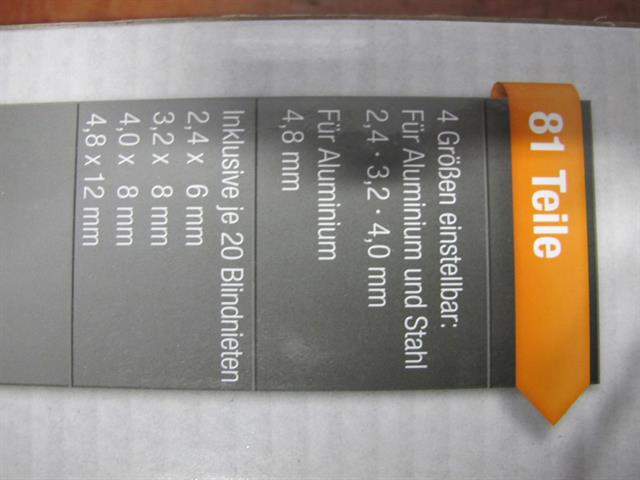 81 Teile
4 Größen einstellbar:
Für Aluminium und Stahl
2,4 · 3,2 · 4,0 mm
Für Aluminium
4,8 mm
Inklusive je 20 Blindnieten
2,4 x 6 mm
3,2 x 8 mm
4,0 x 8 mm
4,8 x 12 mm